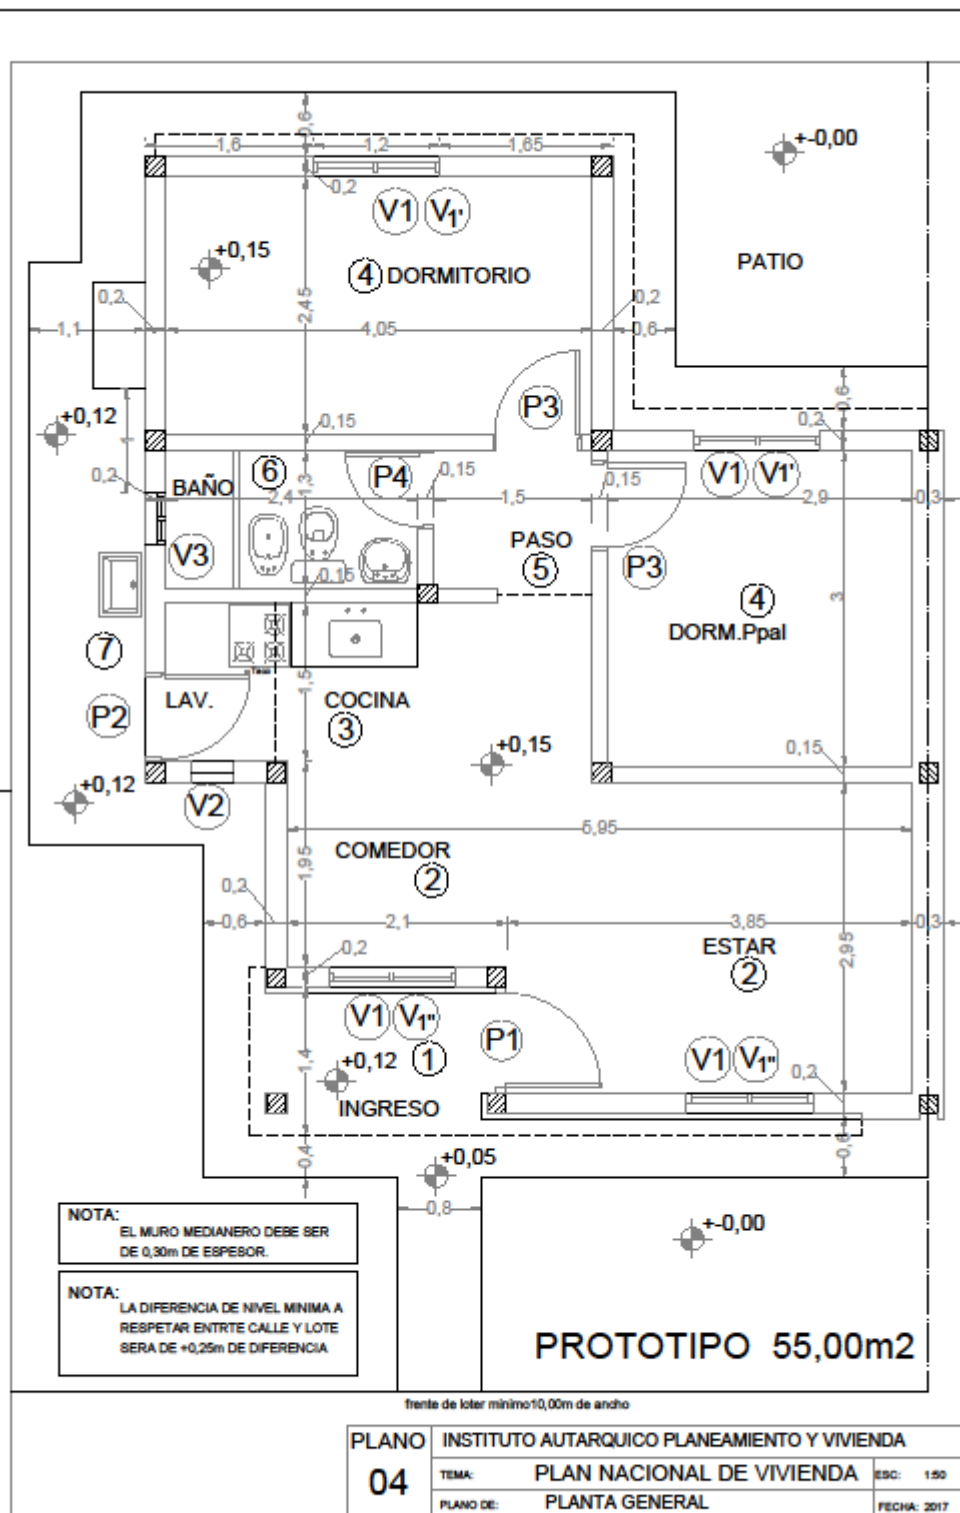 0,6
1,6 1,2 1,65
+-0,00
0,2
V1 V1'
+0,15
PATIO
4 DORMITORIO
0,2 2,45 0,2
1,1 4,05 0,6
0,6
P3
+0,12 0,15 0,2
1
0,2 BAÑO 6 P4 0,15 0,15 V1 V1'
2,4 1,3 1,5 2,9 0,3
PASO
V3 5 P3
0,15
4
3
DORM.Ppal
7
LAV. 1,5 COCINA
P2 3
+0,15 0,15
+0,12
V2
5,95
COMEDOR
1,95 2
0,2
0,6 2,1 3,85 0,3
0,2 ESTAR 2,95
2
V1 V1"
P1
1,4 +0,12 1 V1 V1"
0,2
INGRESO
0,4 +0,05 0,6
0,8
+-0,00
NOTA:
EL MURO MEDIANERO DEBE SER
DE 0,30m DE ESPESOR.
NOTA:
LA DIFERENCIA DE NIVEL MINIMA A
RESPETAR ENTRTE CALLE Y LOTE
SERA DE +0,25m DE DIFERENCIA
PROTOTIPO 55,00m2
frente de loter minimo10,00m de ancho
PLANO
04
INSTITUTO AUTARQUICO PLANEAMIENTO Y VIVIENDA
TEMA: PLAN NACIONAL DE VIVIENDA ESC: 1:50
PLANO DE: PLANTA GENERAL FECHA: 2017